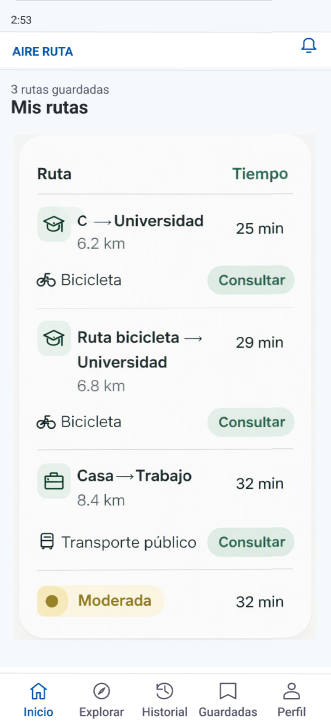 2:53
AIRE RUTA
3 rutas guardadas
Mis rutas
Ruta Tiempo
C → Universidad 25 min
6.2 km
Bicicleta Consultar
Ruta bicicleta → 29 min
Universidad
6.8 km
Bicicleta Consultar
Casa → Trabajo 32 min
8.4 km
Transporte público Consultar
Moderada 32 min
Inicio Explorar Historial Guardadas Perfil